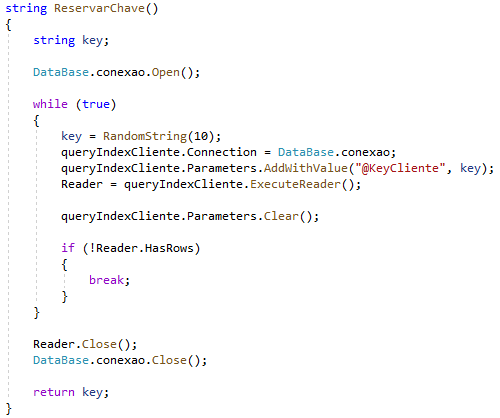 string ReservarChave()
{
    string key;

    DataBase.conexao.Open();

    while (true)
    {
        key = RandomString(10);
        queryIndexCliente.Connection = DataBase.conexao;
        queryIndexCliente.Parameters.AddWithValue("@KeyCliente", key);
        Reader = queryIndexCliente.ExecuteReader();

        queryIndexCliente.Parameters.Clear();

        if (!Reader.HasRows)
        {
            break;
        }
    }

    Reader.Close();
    DataBase.conexao.Close();

    return key;
}